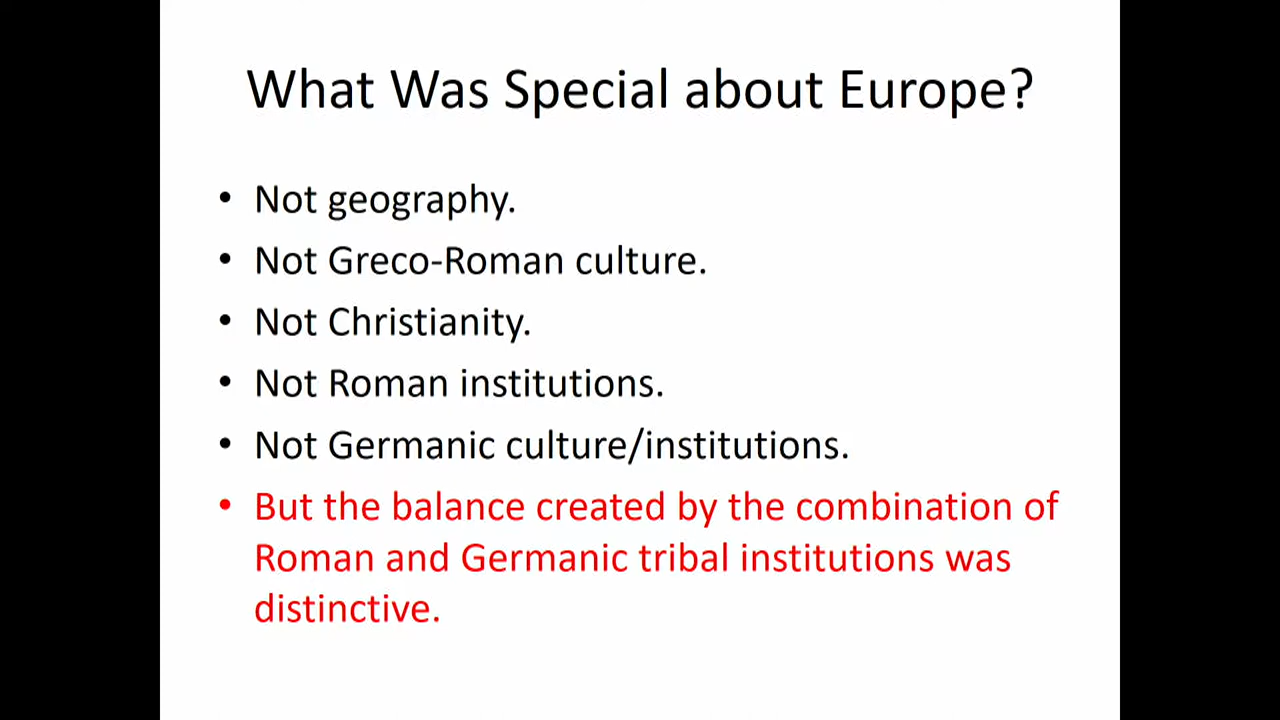 What Was Special about Europe?
• Not geography.
• Not Greco-Roman culture.
• Not Christianity.
• Not Roman institutions.
• Not Germanic culture/institutions.
• But the balance created by the combination of
Roman and Germanic tribal institutions was
distinctive.